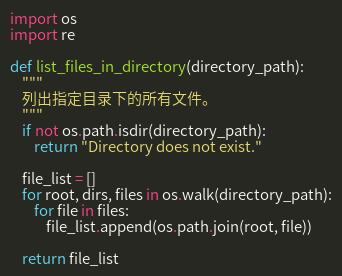 import os
import re

def list_files_in_directory(directory_path):
    """
    列出指定目录下的所有文件。
    """
    if not os.path.isdir(directory_path):
        return "Directory does not exist."

    file_list = []
    for root, dirs, files in os.walk(directory_path):
        for file in files:
            file_list.append(os.path.join(root, file))

    return file_list